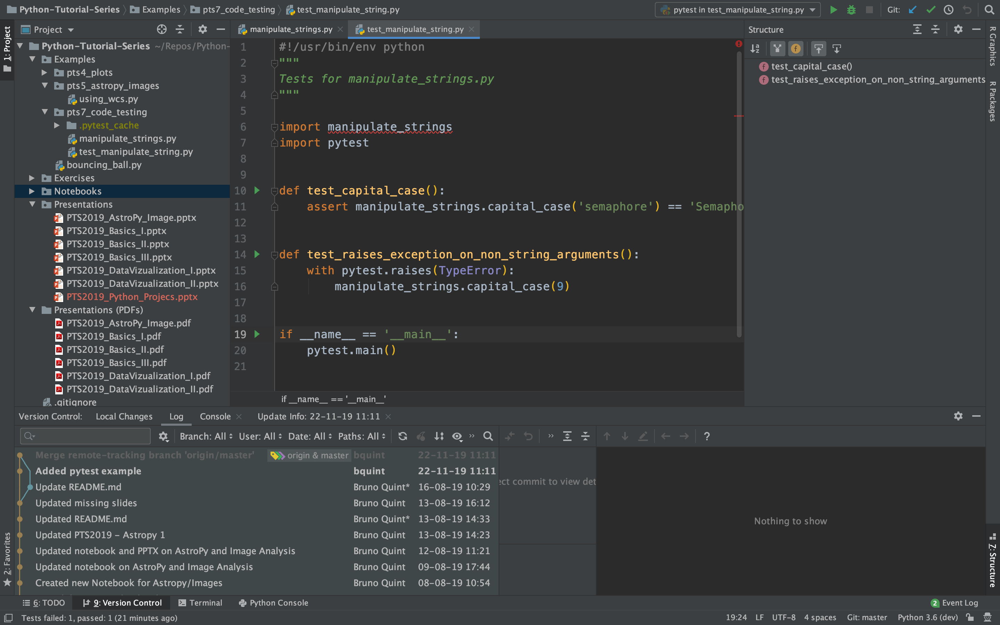 Python-Tutorial-Series Examples pts7_code_testing test_manipulate_string.py
pytest in test_manipulate_string.py
Git:
1: Project
Project
manipulate_strings.py
test_manipulate_string.py
Structure
Python-Tutorial-Series ~/Repos/Python-
Examples
pts4_plots
pts5_astropy_images
using_wcs.py
pts7_code_testing
.pytest_cache
manipulate_strings.py
test_manipulate_string.py
bouncing_ball.py
Exercises
Notebooks
Presentations
PTS2019_AstroPy_Image.pptx
PTS2019_Basics_I.pptx
PTS2019_Basics_II.pptx
PTS2019_Basics_III.pptx
PTS2019_DataVizualization_I.pptx
PTS2019_DataVizualization_II.pptx
PTS2019_Python_Projecs.pptx
Presentations (PDFs)
PTS2019_AstroPy_Image.pdf
PTS2019_Basics_I.pdf
PTS2019_Basics_II.pdf
PTS2019_Basics_III.pdf
PTS2019_DataVizualization_I.pdf
PTS2019_DataVizualization_II.pdf
.gitignore
1 #!/usr/bin/env python
2 """
3 Tests for manipulate_strings.py
4 """
5
6 import manipulate_strings
7 import pytest
8
9
10 def test_capital_case():
11     assert manipulate_strings.capital_case('semaphore') == 'Semapho
12
13
14 def test_raises_exception_on_non_string_arguments():
15     with pytest.raises(TypeError):
16         manipulate_strings.capital_case(9)
17
18
19 if __name__ == '__main__':
20     pytest.main()
21
if __name__ == '__main__'
test_capital_case()
test_raises_exception_on_non_string_arguments
R Graphics
R Packages
Version Control: Local Changes Log Console Update Info: 22-11-19 11:11
Branch: All User: All Date: All Paths: All
?
Merge remote-tracking branch 'origin/master' origin & master bquint 22-11-19 11:11
Added pytest example bquint 22-11-19 11:11
Update README.md Bruno Quint* 16-08-19 10:29
Updated missing slides Bruno Quint 13-08-19 16:12
Updated README.md Bruno Quint* 13-08-19 14:33
Updated PTS2019 - Astropy 1 Bruno Quint 13-08-19 14:23
Updated notebook and PPTX on AstroPy and Image Analysis Bruno Quint 12-08-19 11:21
Updated notebook on AstroPy and Image Analysis Bruno Quint 09-08-19 17:44
Created new Notebook for Astropy/Images Bruno Quint 08-08-19 10:54
ect commit to view det
Nothing to show
2: Favorites
7: Structure
6: TODO 9: Version Control Terminal Python Console
2 Event Log
Tests failed: 1, passed: 1 (21 minutes ago)
19:24 LF UTF-8 4 spaces Git: master Python 3.6 (dev)